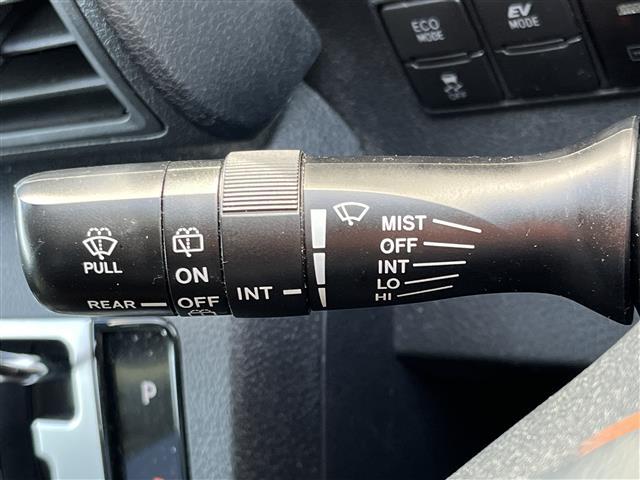 ECO
MODE
EV
MODE
OFF
PULL
REAR
ON
OFF
INT
MIST
OFF
INT
LO
HI
P